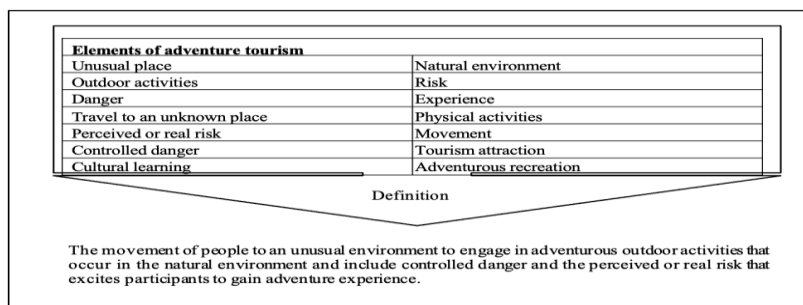 Elements of adventure tourism
Unusual place Natural environment
Outdoor activities Risk
Danger Experience
Travel to an unknown place Physical activities
Perceived or real risk Movement
Controlled danger Tourism attraction
Cultural learning Adventurous recreation
Definition
The movement of people to an unusual environment to engage in adventurous outdoor activities that
occur in the natural environment and include controlled danger and the perceived or real risk that
excites participants to gain adventure experience.